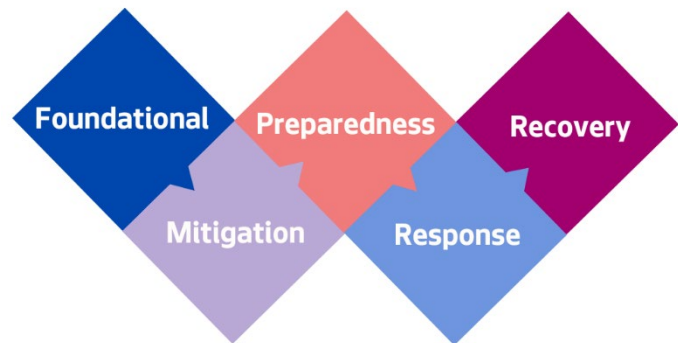 Foundational
Mitigation
Preparedness
Response
Recovery